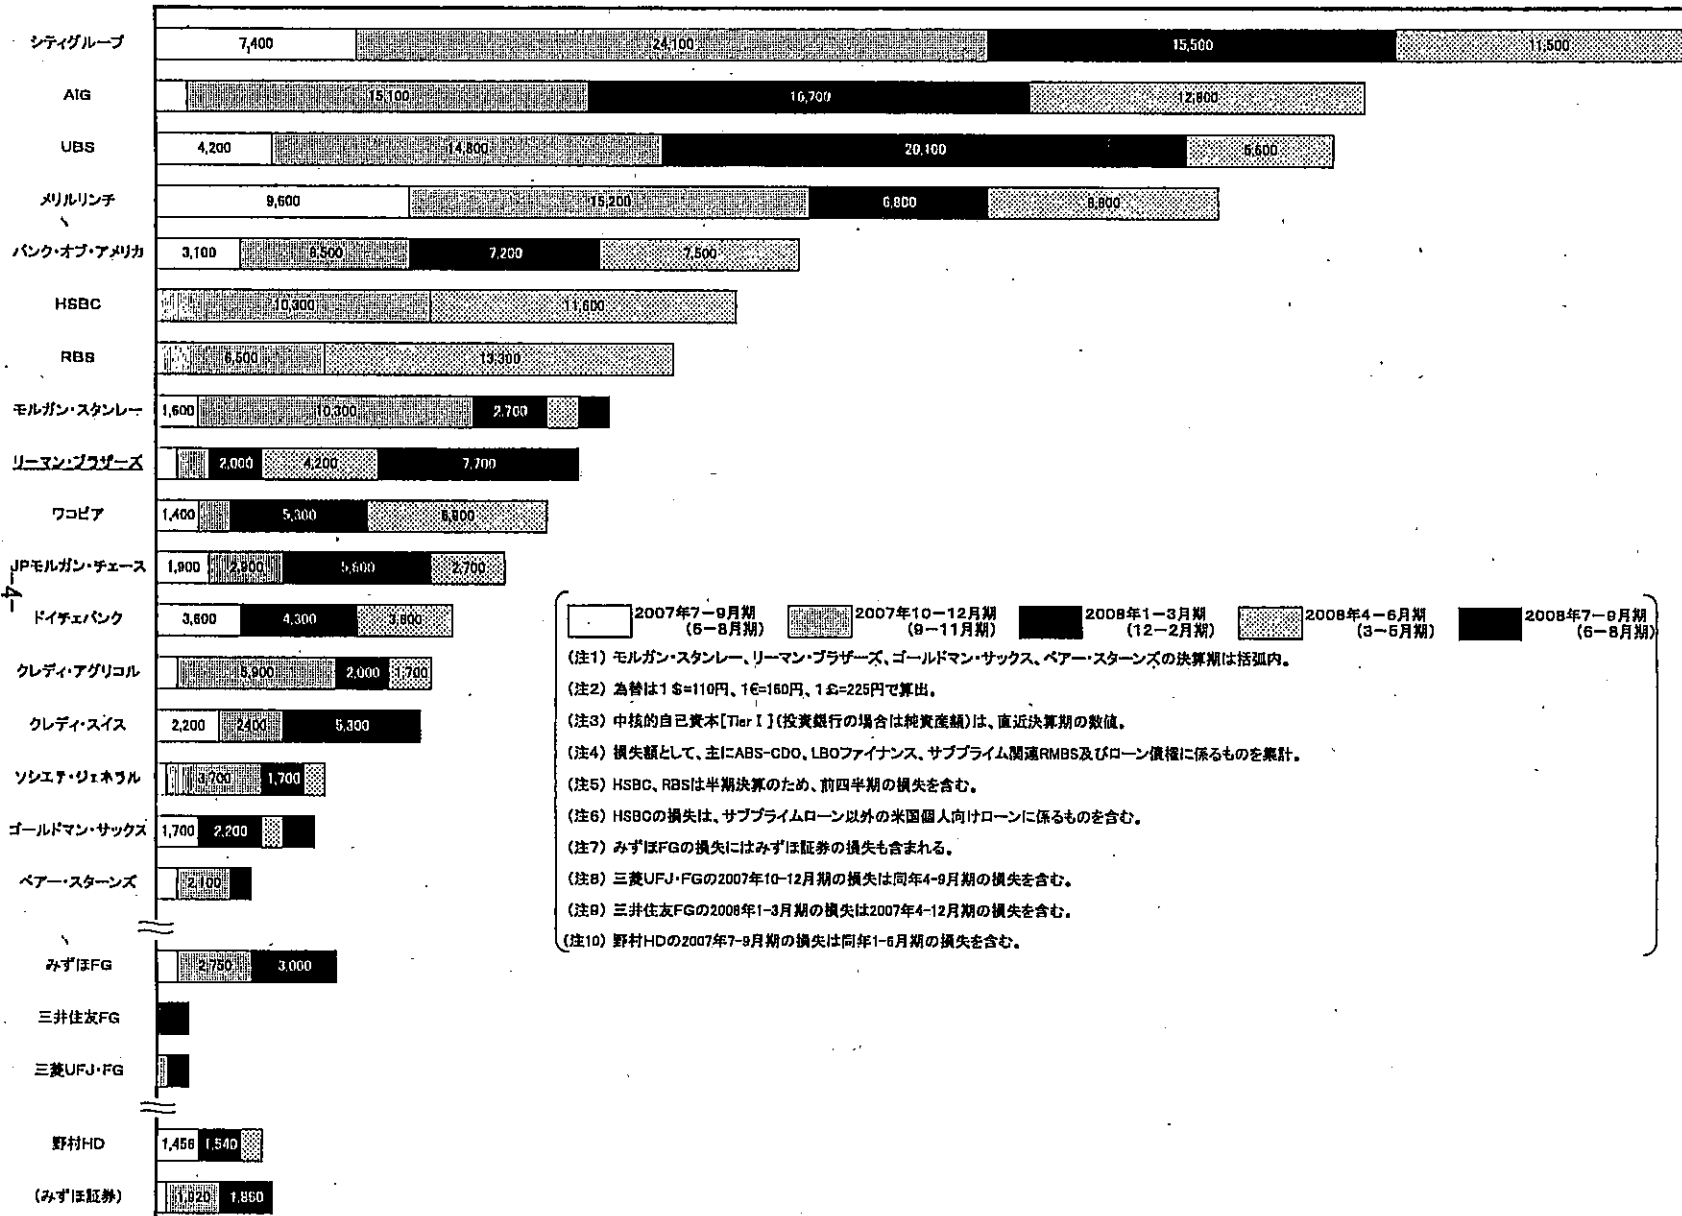 シティグループ 7,400 24,100 15,500 11,500
AIG 15,100 16,700 12,800
UBS 4,200 14,800 20,100 5,600
メリルリンチ 9,600 15,200 6,800 8,800
バンク・オブ・アメリカ 3,100 6,500 7,200 7,500
HSBC 10,300 11,600
RBS 6,500 13,300
モルガン・スタンレー 1,600 10,300 2,700
リーマン・ブラザーズ 2,000 4,200 7,700
ワコビア 1,400 5,300 6,800
JPモルガン・チェース 1,900 2,900 5,600 2,700
-4-
ドイチェバンク 3,600 4,300 3,600
クレディ・アグリコル 5,900 2,000 1,700
クレディ・スイス 2,200 2400 5,300
ソシエテ・ジェネラル 3,700 1,700
ゴールドマン・サックス 1,700 2,200
ベアー・スターンズ 2,100
みずほFG 2,750 3,000
三井住友FG
三菱UFJ・FG
野村HD 1,456 1,540
(みずほ証券) 1,920 1,860
2007年7-9月期 2007年10-12月期 2008年1-3月期 2008年4-6月期 2008年7-9月期
(6-8月期) (9-11月期) (12-2月期) (3-5月期) (6-8月期)
(注1) モルガン・スタンレー、リーマン・ブラザーズ、ゴールドマン・サックス、ベアー・スターンズの決算期は括弧内。
(注2) 為替は1$=110円、1€=160円、1£=225円で算出。
(注3) 中核的自己資本[TierⅠ](投資銀行の場合は純資産額)は、直近決算期の数値。
(注4) 損失額として、主にABS-CDO、LBOファイナンス、サブプライム関連RMBS及びローン債権に係るものを集計。
(注5) HSBC、RBSは半期決算のため、前四半期の損失を含む。
(注6) HSBCの損失は、サブプライムローン以外の米国個人向けローンに係るものを含む。
(注7) みずほFGの損失にはみずほ証券の損失も含まれる。
(注8) 三菱UFJ・FGの2007年10-12月期の損失は同年4-9月期の損失を含む。
(注9) 三井住友FGの2008年1-3月期の損失は2007年4-12月期の損失を含む。
(注10) 野村HDの2007年7-9月期の損失は同年1-6月期の損失を含む。